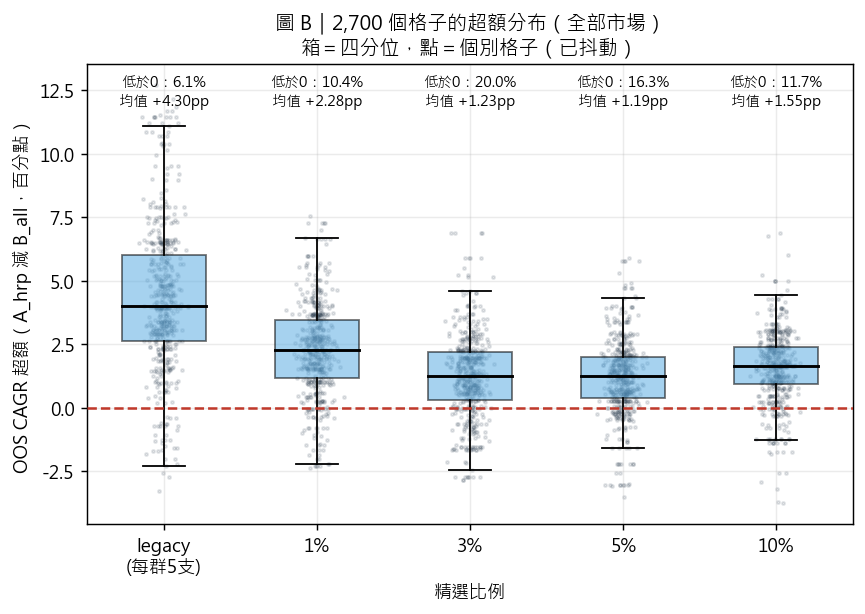 圖 B｜2,700 個格子的超額分布（全部市場）
箱＝四分位，點＝個別格子（已抖動）
低於0：6.1%
均值 +4.30pp
低於0：10.4%
均值 +2.28pp
低於0：20.0%
均值 +1.23pp
低於0：16.3%
均值 +1.19pp
低於0：11.7%
均值 +1.55pp
OOS CAGR 超額（A_hrp 減 B_all，百分點）
12.5
10.0
7.5
5.0
2.5
0.0
-2.5
legacy
(每群5支)
1%
3%
5%
10%
精選比例